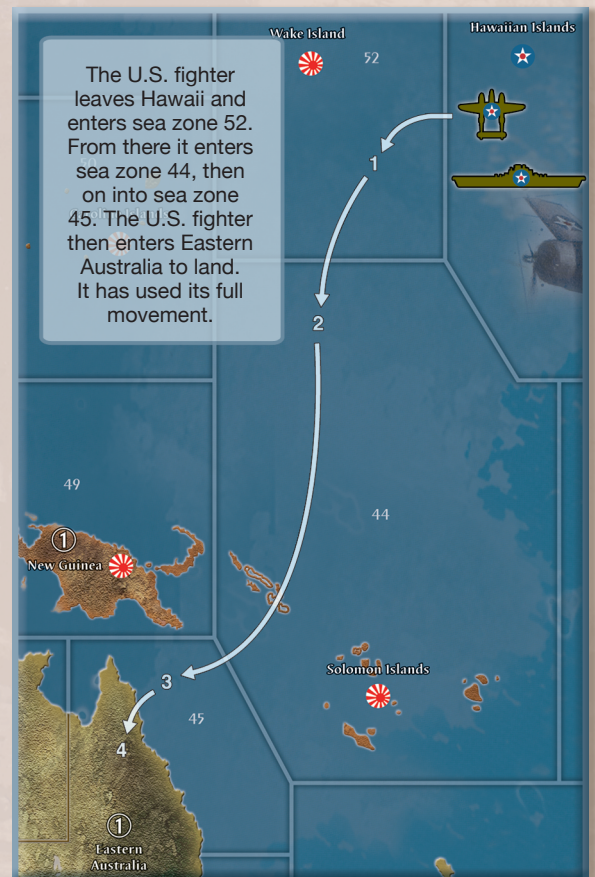 Wake Island
Hawaiian Islands
52
The U.S. fighter
leaves Hawaii and
enters sea zone 52.
From there it enters
sea zone 44, then
on into sea zone
45. The U.S. fighter
then enters Eastern
Australia to land.
It has used its full
movement.
1
2
49
44
1
New Guinea
Solomon Islands
3
45
4
1
Eastern
Australia